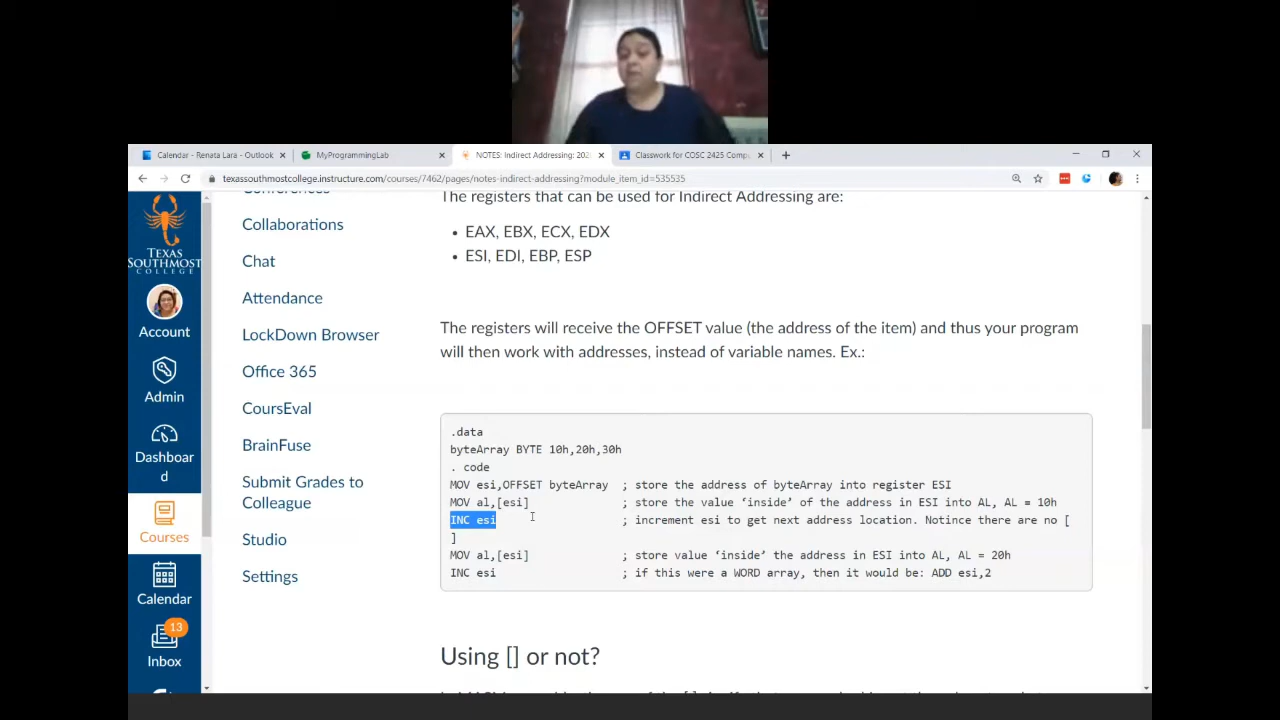 Calendar - Renata Lara - Outlook
MyProgrammingLab
NOTES: Indirect Addressing: 202
Classwork for COSC 2425 Comp
texassouthmostcollege.instructure.com/courses/7462/pages/notes-indirect-addressing?module_item_id=535535
TEXAS
SOUTHMOST
COLLEGE
Account
Admin
Dashboar
d
Courses
Calendar
13
Inbox
Conferences
Collaborations
Chat
Attendance
LockDown Browser
Office 365
CoursEval
BrainFuse
Submit Grades to
Colleague
Studio
Settings
The registers that can be used for Indirect Addressing are:
• EAX, EBX, ECX, EDX
• ESI, EDI, EBP, ESP
The registers will receive the OFFSET value (the address of the item) and thus your program
will then work with addresses, instead of variable names. Ex.:
.data
byteArray BYTE 10h,20h,30h
. code
MOV esi,OFFSET byteArray ; store the address of byteArray into register ESI
MOV al,[esi] ; store the value ‘inside’ of the address in ESI into AL, AL = 10h
INC esi ; increment esi to get next address location. Notince there are no [
]
MOV al,[esi] ; store value ‘inside’ the address in ESI into AL, AL = 20h
INC esi ; if this were a WORD array, then it would be: ADD esi,2
Using [] or not?